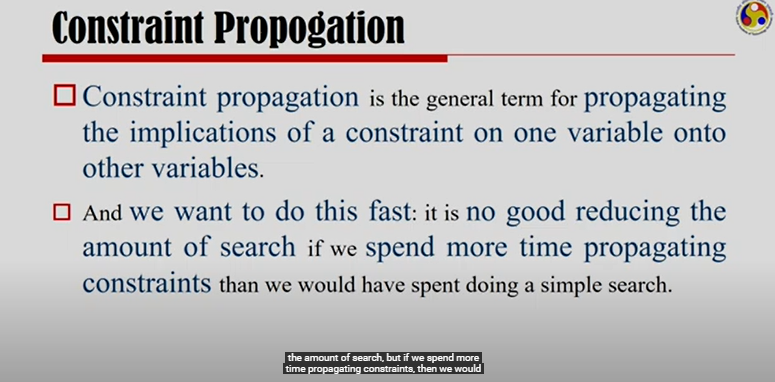 Constraint Propogation
Constraint propagation is the general term for propagating
the implications of a constraint on one variable onto
other variables.
And we want to do this fast: it is no good reducing the
amount of search if we spend more time propagating
constraints than we would have spent doing a simple search.
the amount of search, but if we spend more
time propagating constraints, then we would